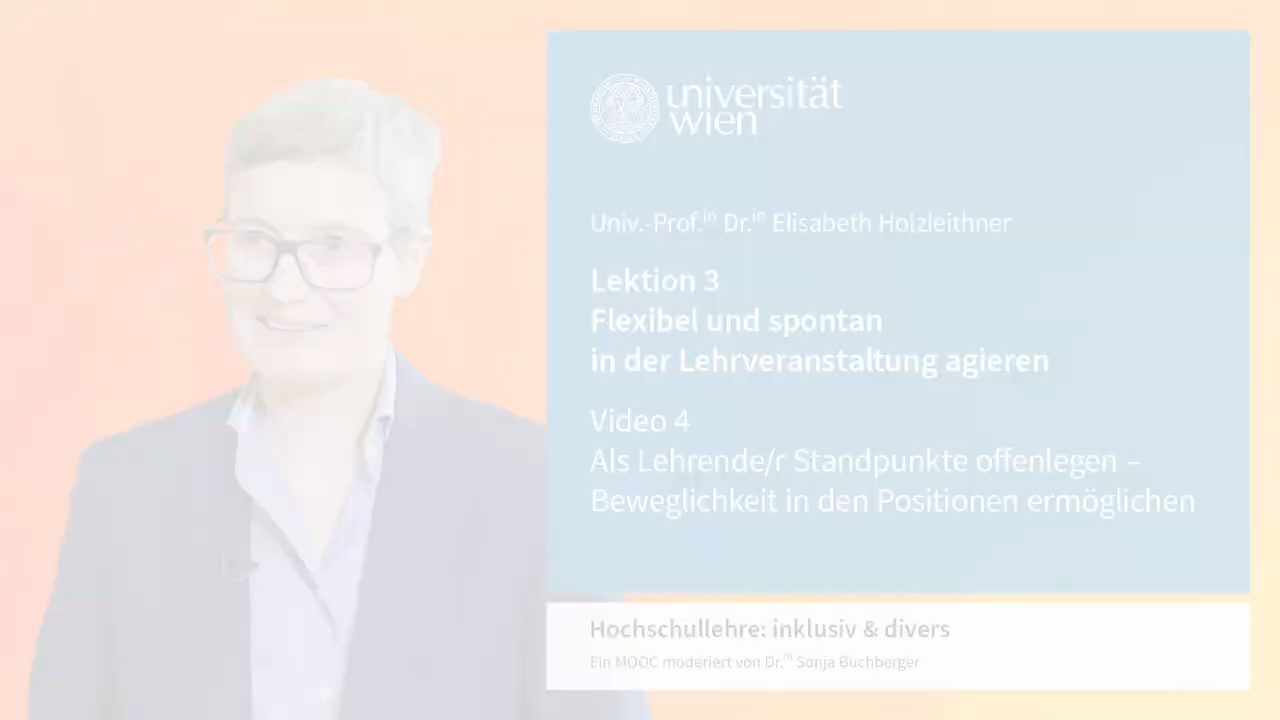 universität
wien
Univ.-Prof.in Dr.in Elisabeth Holzleithner
Lektion 3
Flexibel und spontan
in der Lehrveranstaltung agieren
Video 4
Als Lehrende/r Standpunkte offenlegen –
Beweglichkeit in den Positionen ermöglichen
Hochschullehre: inklusiv & divers
Ein MOOC moderiert von Dr.in Sonja Buchberger